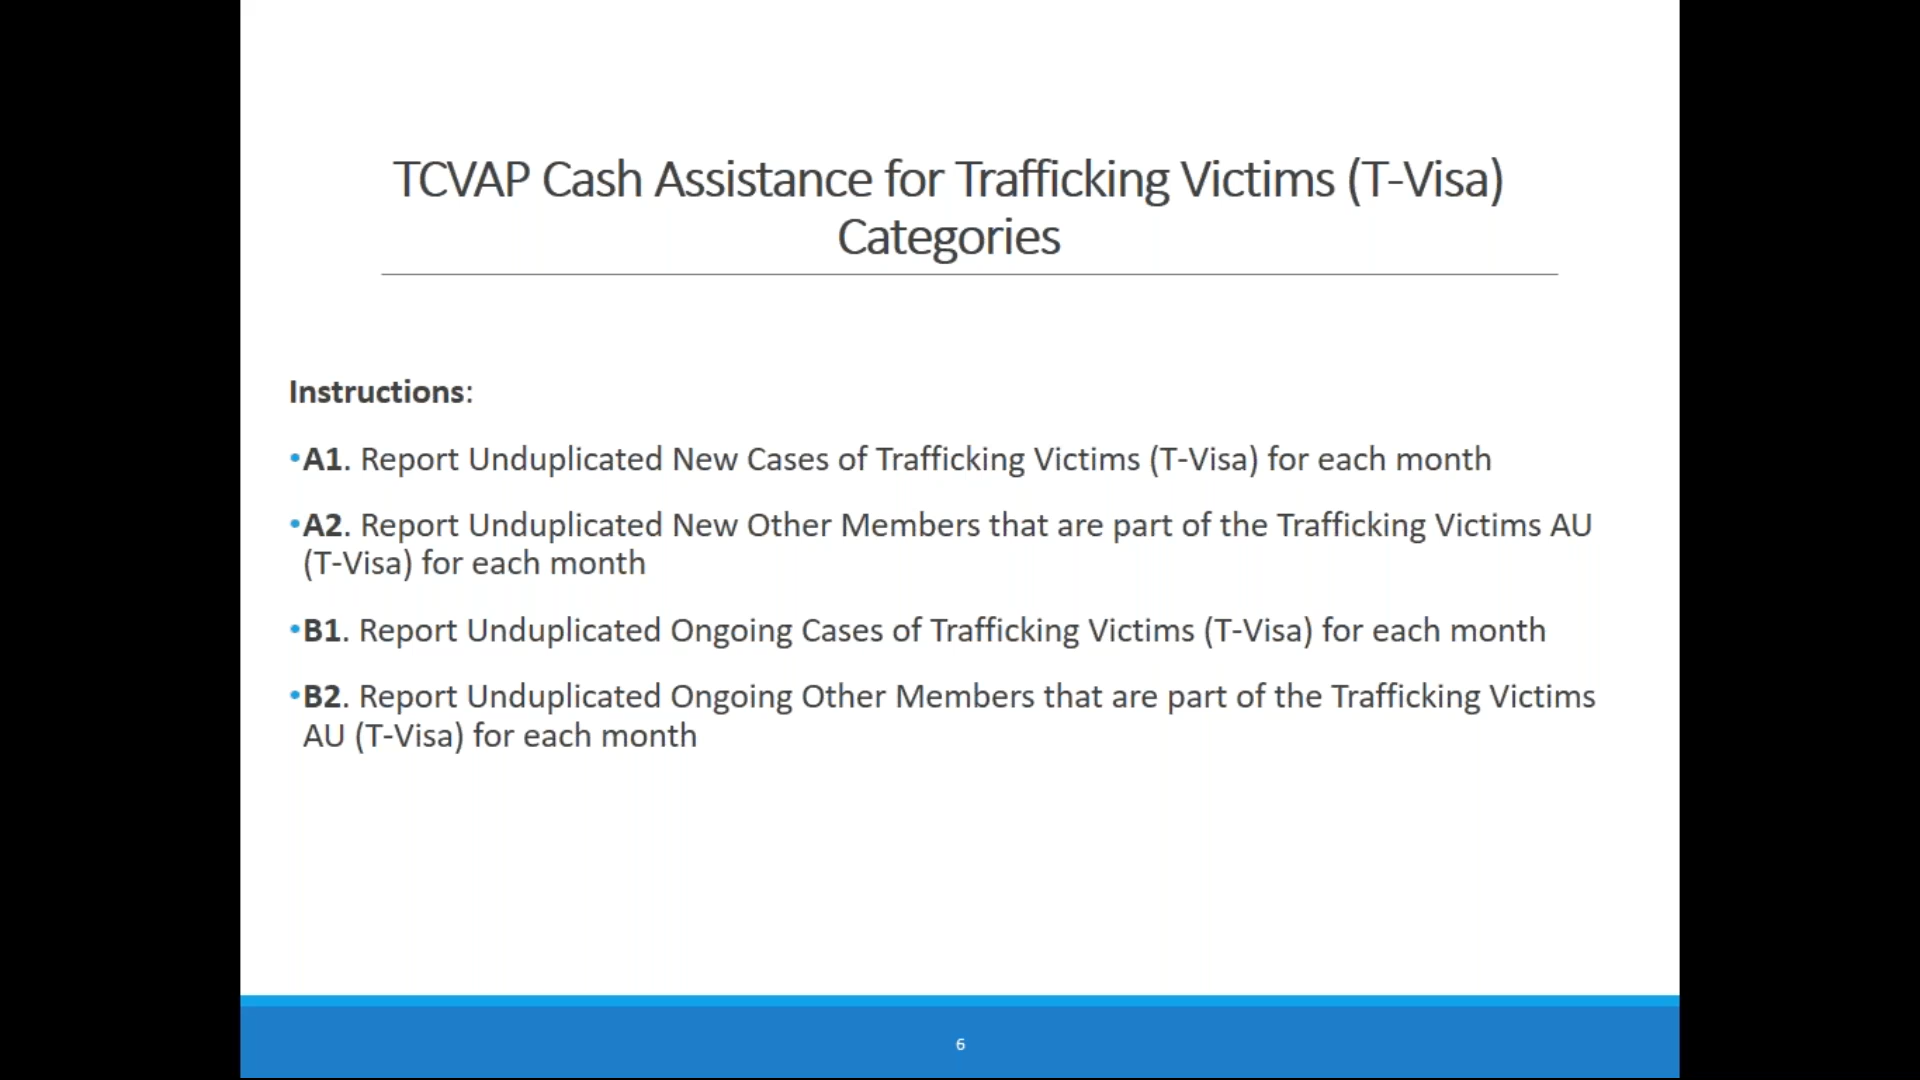 TCVAP Cash Assistance for Trafficking Victims (T-Visa)
Categories
Instructions:
•A1. Report Unduplicated New Cases of Trafficking Victims (T-Visa) for each month
•A2. Report Unduplicated New Other Members that are part of the Trafficking Victims AU
(T-Visa) for each month
•B1. Report Unduplicated Ongoing Cases of Trafficking Victims (T-Visa) for each month
•B2. Report Unduplicated Ongoing Other Members that are part of the Trafficking Victims
AU (T-Visa) for each month
6